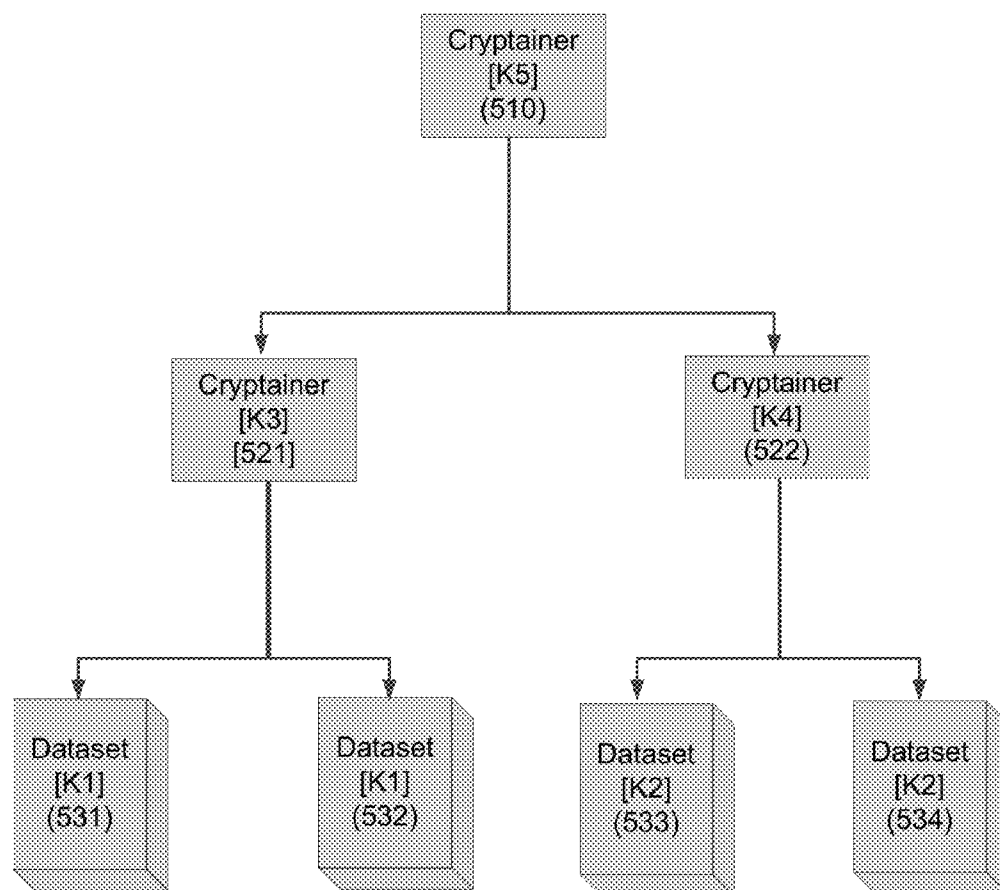 Cryptainer
[K5]
(510)
Cryptainer
[K3]
[521]
Cryptainer
[K4]
(522)
Dataset
[K1]
(531)
Dataset
[K1]
(532)
Dataset
[K2]
(533)
Dataset
[K2]
(534)